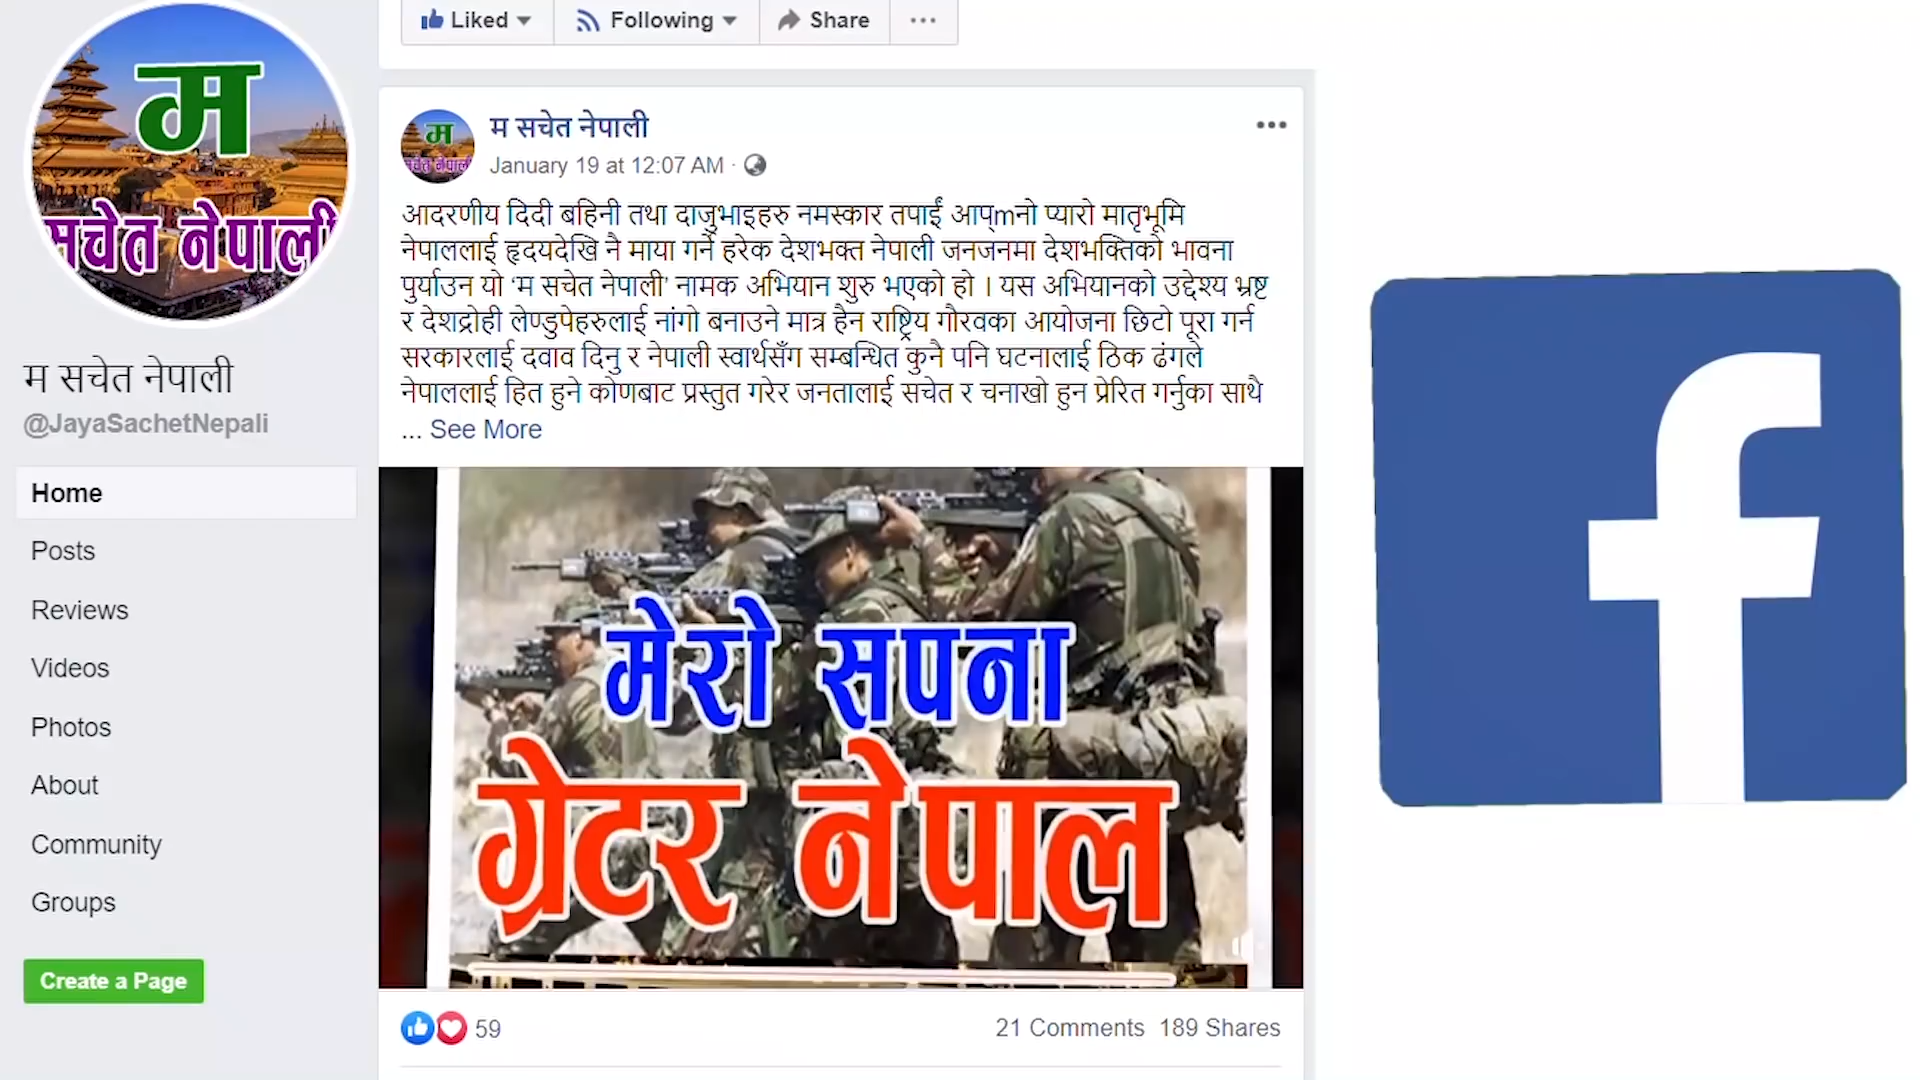 म
सचेत नेपाली
म सचेत नेपाली
@JayaSachetNepali
Home
Posts
Reviews
Videos
Photos
About
Community
Groups
Create a Page
Liked
Following
Share
म
सचेत नेपाली
म सचेत नेपाली
January 19 at 12:07 AM ·
आदरणीय दिदी बहिनी तथा दाजुभाइहरु नमस्कार तपाईं आप्mनो प्यारो मातृभूमि
नेपाललाई हृदयदेखि नै माया गर्ने हरेक देशभक्त नेपाली जनजनमा देशभक्तिको भावना
पुर्याउन यो ‘म सचेत नेपाली’ नामक अभियान शुरु भएको हो । यस अभियानको उद्देश्य भ्रष्ट
र देशद्रोही लेण्डुपेहरुलाई नांगो बनाउने मात्र हैन राष्ट्रिय गौरवका आयोजना छिटो पूरा गर्न
सरकारलाई दवाव दिनु र नेपाली स्वार्थसँग सम्बन्धित कुनै पनि घटनालाई ठिक ढंगले
नेपाललाई हित हुने कोणबाट प्रस्तुत गरेर जनतालाई सचेत र चनाखो हुन प्रेरित गर्नुका साथै
... See More
मेरो सपना
ग्रेटर नेपाल
59
21 Comments 189 Shares
f